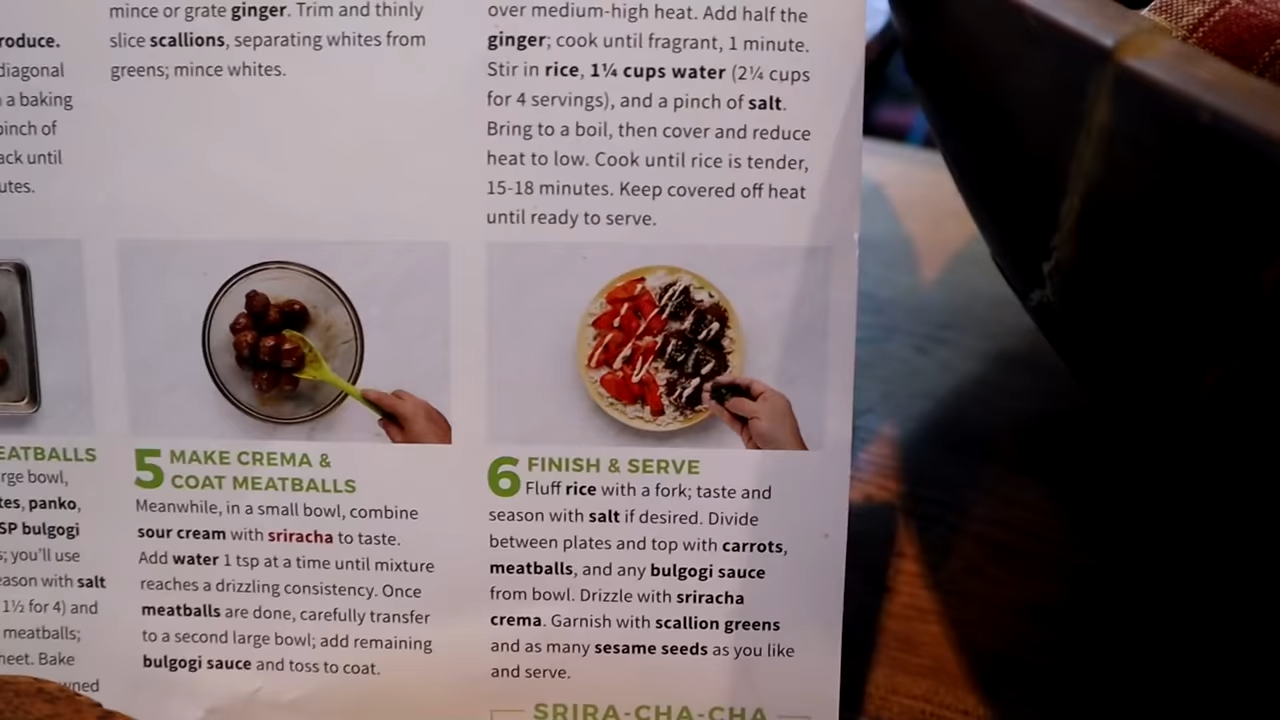 roduce.
diagonal
a baking
pinch of
ack until
utes.
mince or grate ginger. Trim and thinly
slice scallions, separating whites from
greens; mince whites.
over medium-high heat. Add half the
ginger; cook until fragrant, 1 minute.
Stir in rice, 1¼ cups water (2¼ cups
for 4 servings), and a pinch of salt.
Bring to a boil, then cover and reduce
heat to low. Cook until rice is tender,
15-18 minutes. Keep covered off heat
until ready to serve.
EATBALLS
rge bowl,
tes, panko,
SP bulgogi
s; you'll use
eason with salt
1½ for 4) and
meatballs;
heet. Bake
wned
5 MAKE CREMA &
COAT MEATBALLS
Meanwhile, in a small bowl, combine
sour cream with sriracha to taste.
Add water 1 tsp at a time until mixture
reaches a drizzling consistency. Once
meatballs are done, carefully transfer
to a second large bowl; add remaining
bulgogi sauce and toss to coat.
6 FINISH & SERVE
Fluff rice with a fork; taste and
season with salt if desired. Divide
between plates and top with carrots,
meatballs, and any bulgogi sauce
from bowl. Drizzle with sriracha
crema. Garnish with scallion greens
and as many sesame seeds as you like
and serve.
SRIRA-CHA-CHA